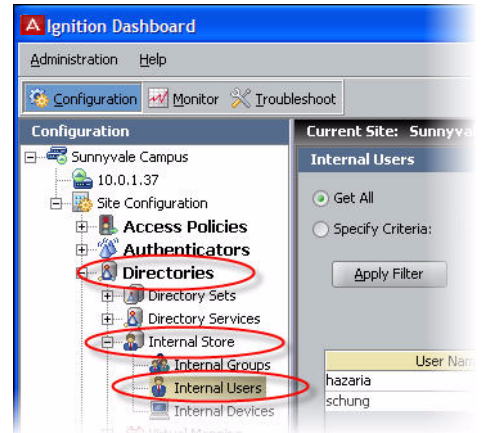 Ignition Dashboard
Administration Help
Configuration Monitor Troubleshoot
Configuration
Current Site: Sunnyva
Sunnyvale Campus
Internal Users
10.0.1.37
Get All
Site Configuration
Access Policies
Specify Criteria:
Authenticators
Directories
Apply Filter
Directory Sets
Directory Services
Internal Store
Internal Groups
User Nam
Internal Users
hazaria
Internal Devices
schung